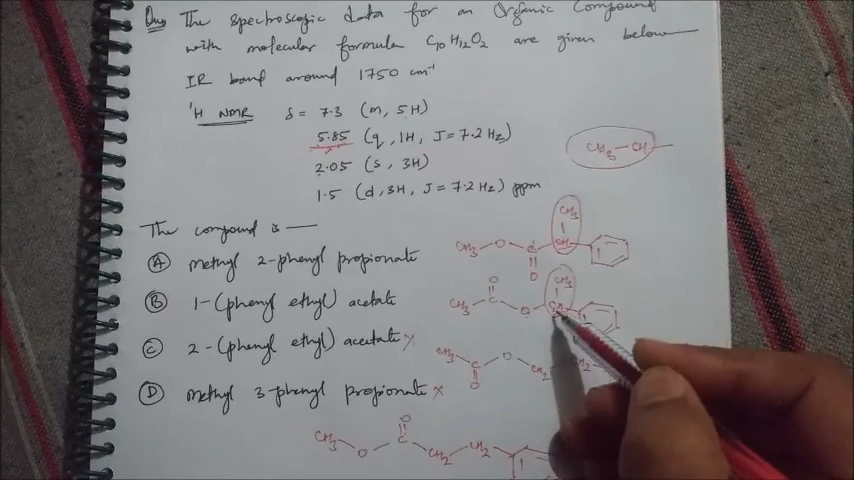 Ques The spectroscopic data for an Organic Compound
with molecular formula C10H12O2 are given below
IR band around 1750 cm-1
1H NMR δ = 7.3 (m, 5H)
5.85 (q, 1H, J = 7.2 Hz)
2.05 (s, 3H)
1.5 (d, 3H, J = 7.2 Hz) ppm
CH3 — CH —
The compound is —
A methyl 2-phenyl propionate
CH3
CH3 O C CH
O
B 1-(phenyl ethyl) acetate
O CH3
CH3 C O CH
C 2-(phenyl ethyl) acetate X
CH3 C O CH2
O
D methyl 3-phenyl propionate X
O
CH3 O C CH2 CH2